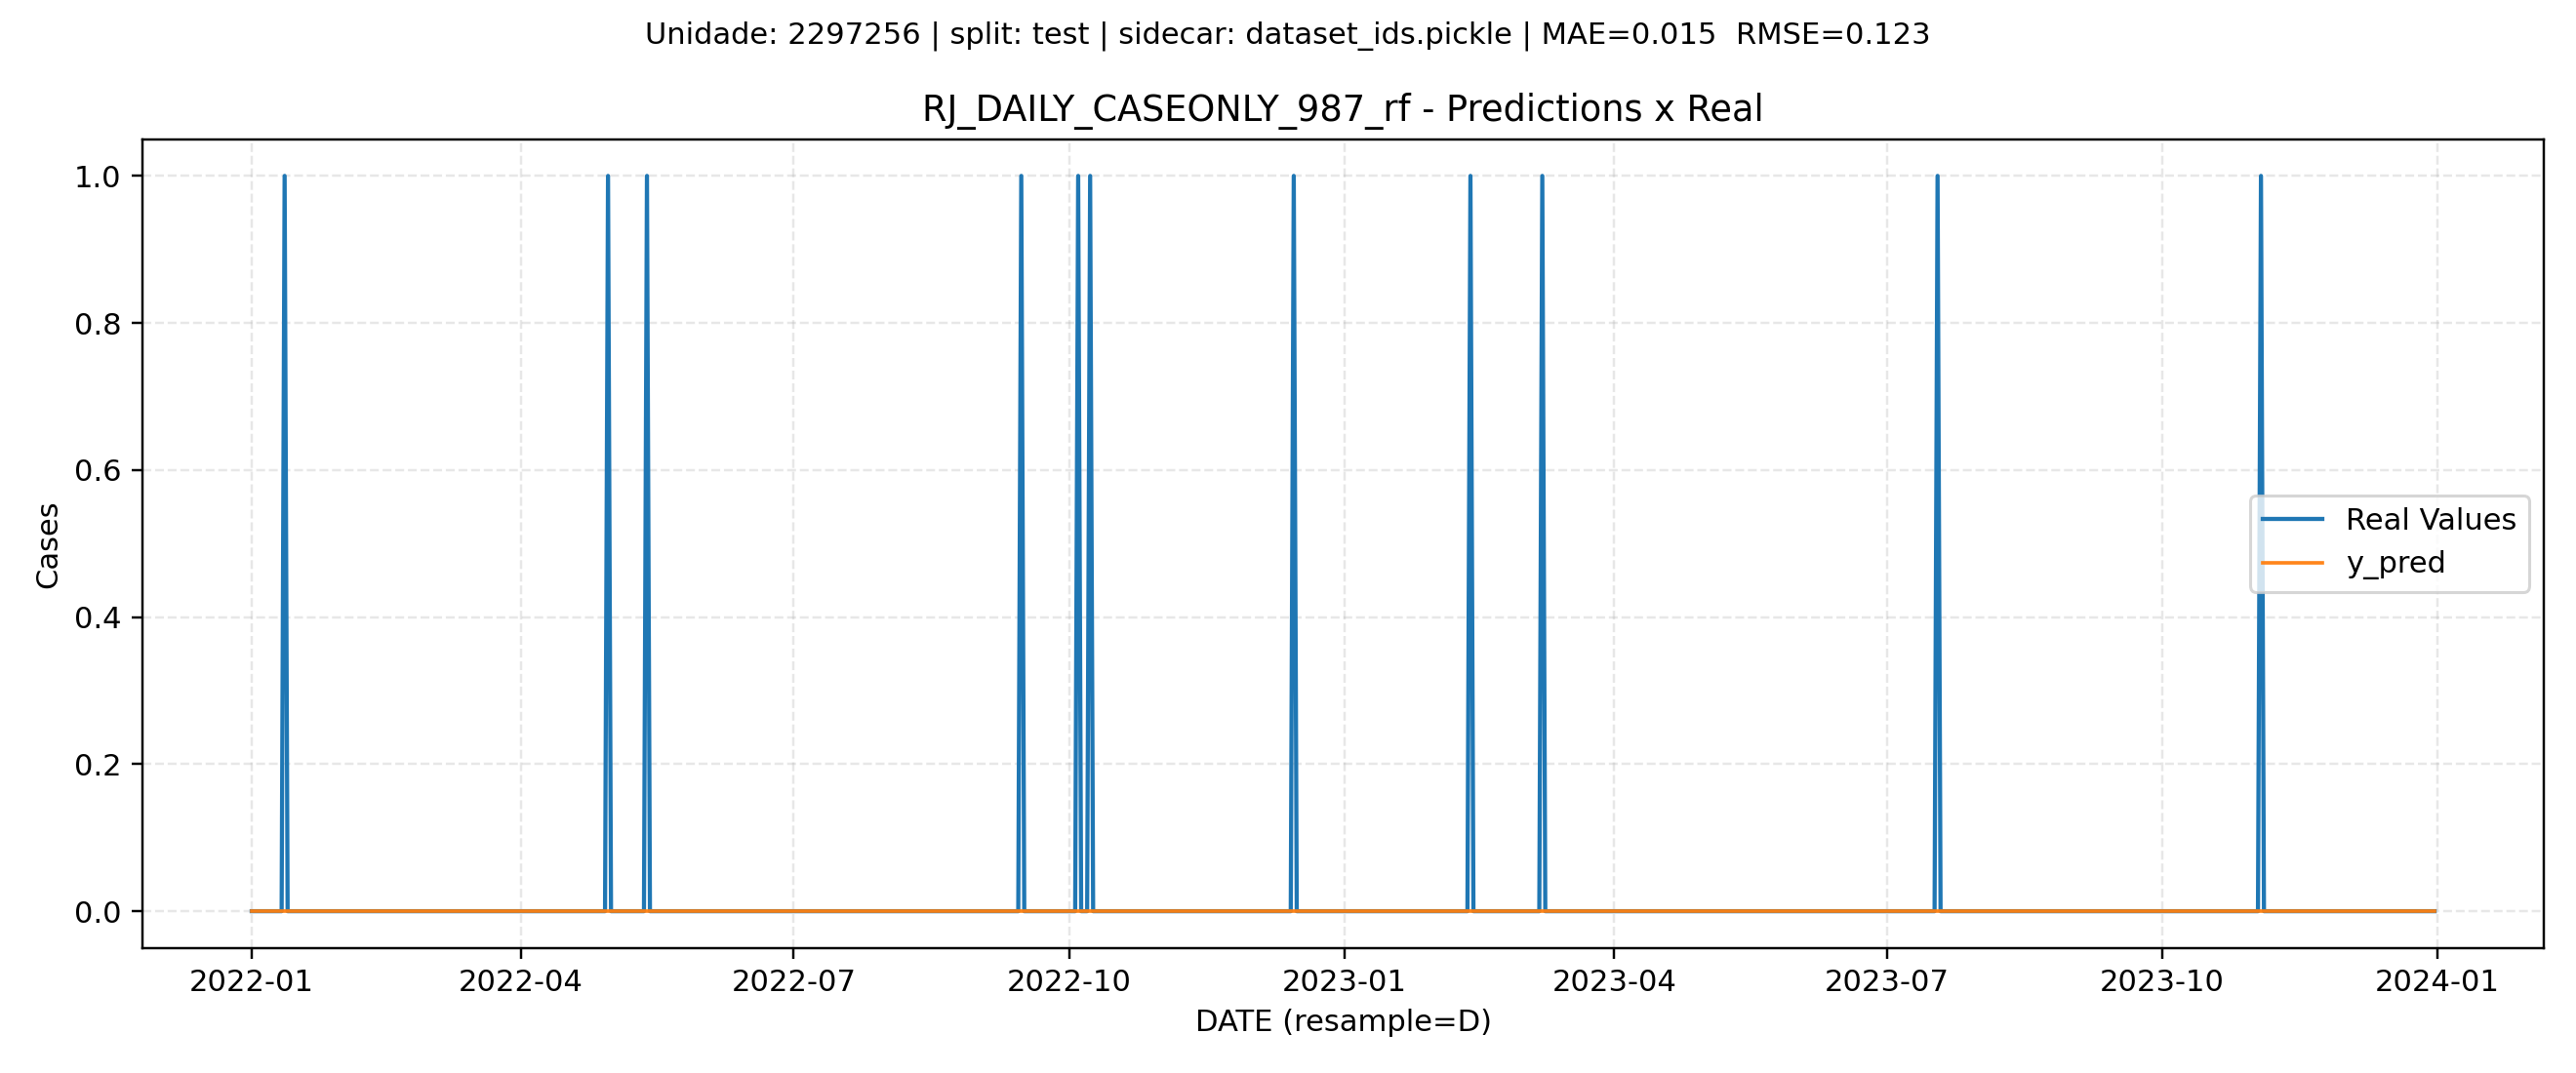 Unidade: 2297256 | split: test | sidecar: dataset_ids.pickle | MAE=0.015  RMSE=0.123
RJ_DAILY_CASEONLY_987_rf - Predictions x Real
1.0
0.8
0.6
0.4
0.2
0.0
Cases
Real Values
y_pred
2022-01
2022-04
2022-07
2022-10
2023-01
2023-04
2023-07
2023-10
2024-01
DATE (resample=D)